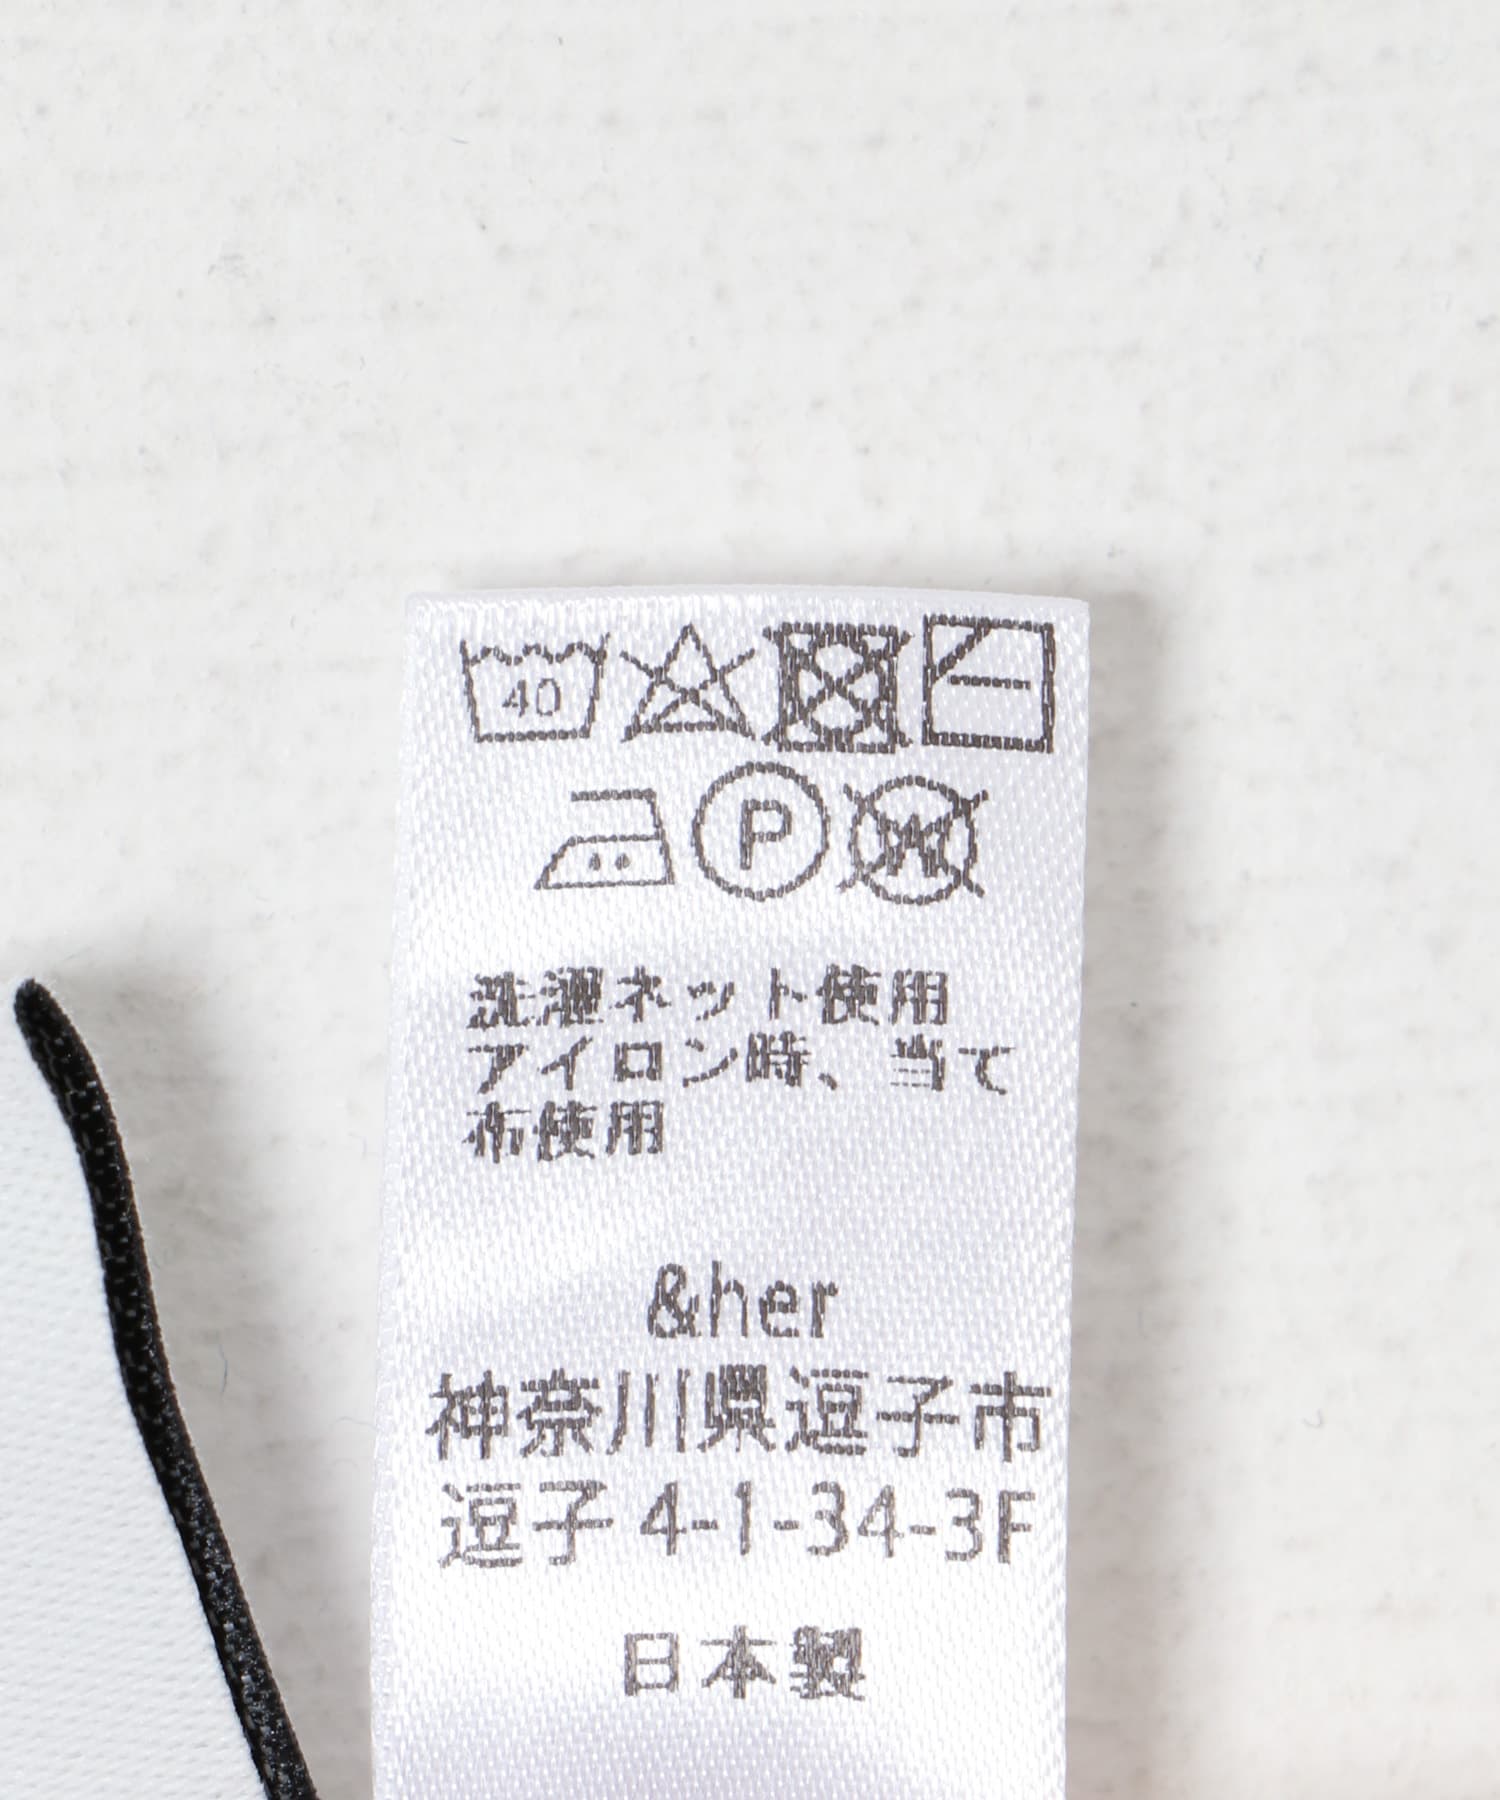 40
P W
洗濯ネット使用
アイロン時、当て
布使用
&her
神奈川県逗子市
逗子 4-1-34-3F
日本製